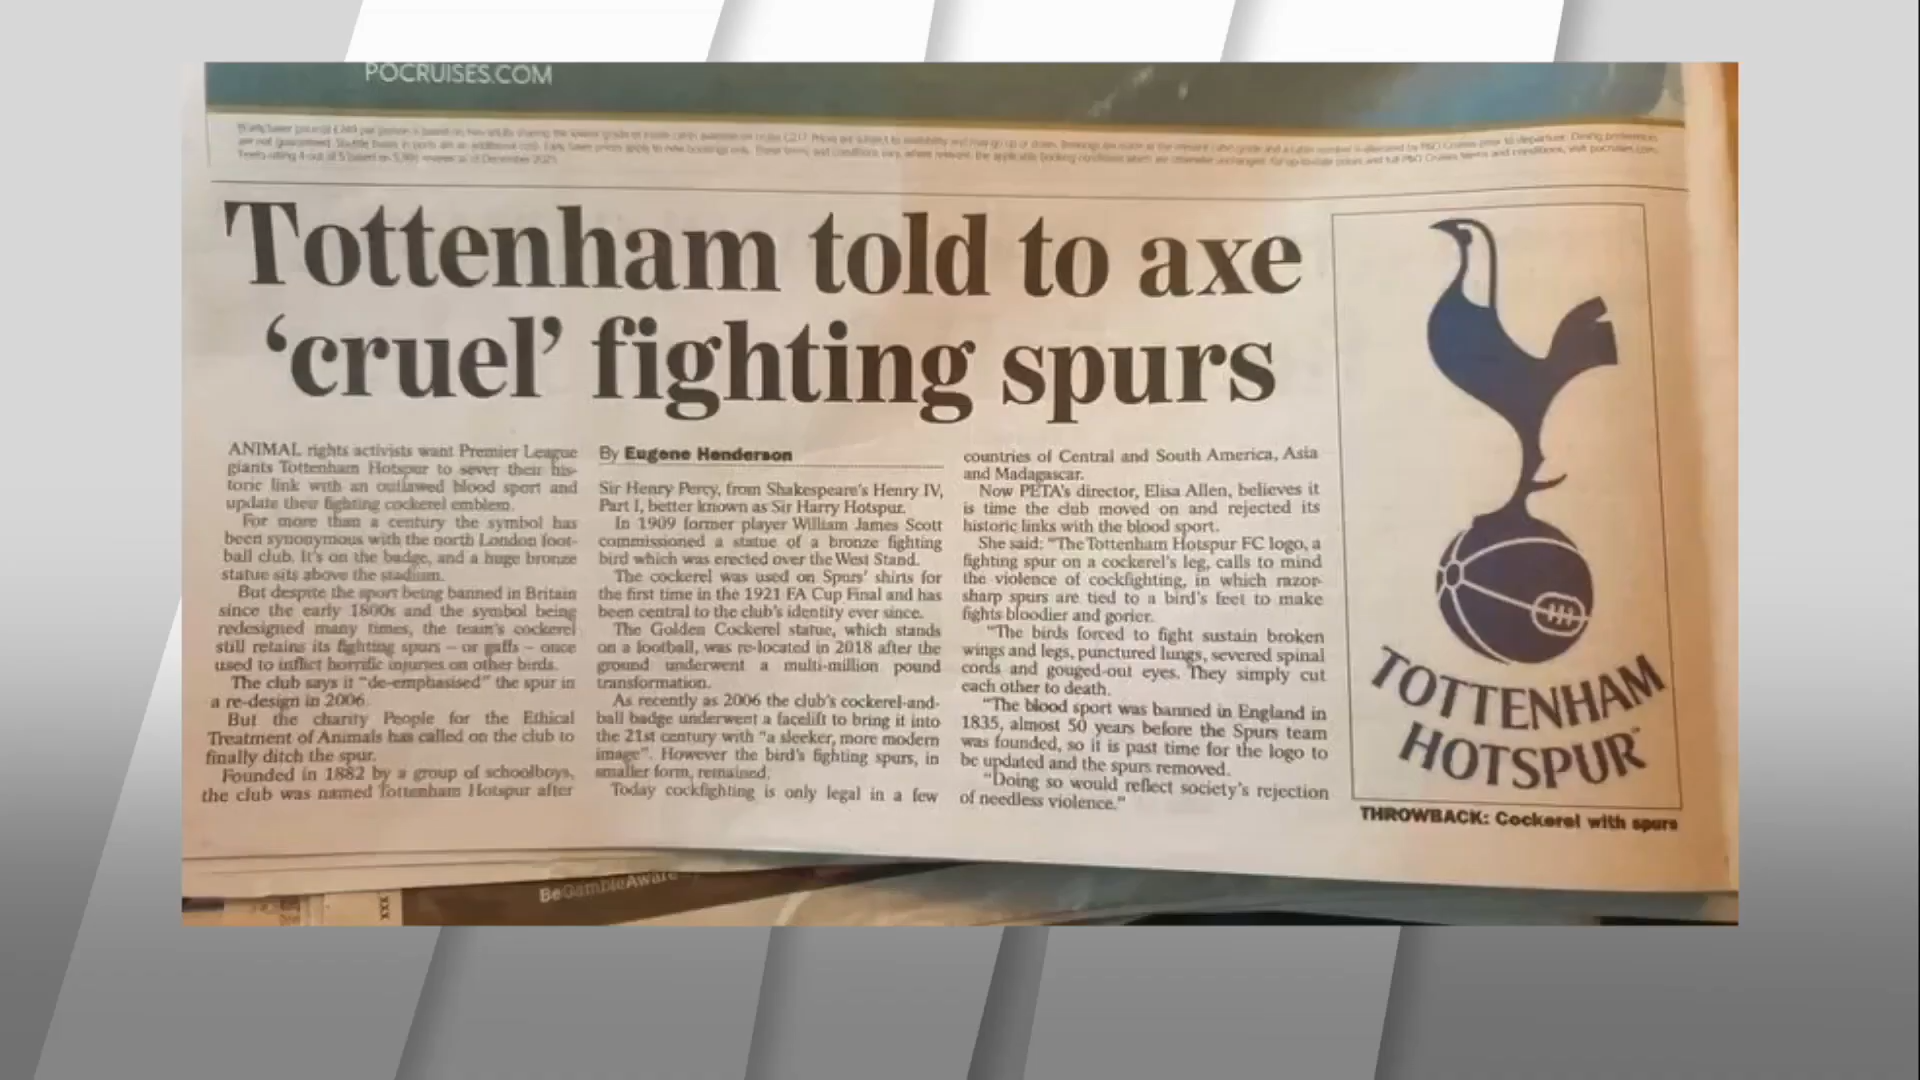 POCRUISES.COM
Tottenham told to axe
‘cruel’ fighting spurs
ANIMAL rights activists want Premier League
giants Tottenham Hotspur to sever their his-
toric link with an outlawed blood sport and
update their fighting cockerel emblem.
For more than a century the symbol has
been synonymous with the north London foot-
ball club. It's on the badge, and a huge bronze
statue sits above the stadium.
But despite the sport being banned in Britain
since the early 1800s and the symbol being
redesigned many times, the team's cockerel
still retains its fighting spurs – or gaffs – once
used to inflict horrific injuries on other birds.
The club says it “de-emphasised” the spur in
a re-design in 2006.
But the charity People for the Ethical
Treatment of Animals has called on the club to
finally ditch the spur.
Founded in 1882 by a group of schoolboys,
the club was named Tottenham Hotspur after
By Eugene Henderson
Sir Henry Percy, from Shakespeare's Henry IV,
Part I, better known as Sir Harry Hotspur.
In 1909 former player William James Scott
commissioned a statue of a bronze fighting
bird which was erected over the West Stand.
The cockerel was used on Spurs' shirts for
the first time in the 1921 FA Cup Final and has
been central to the club's identity ever since.
The Golden Cockerel statue, which stands
on a football, was re-located in 2018 after the
ground underwent a multi-million pound
transformation.
As recently as 2006 the club's cockerel-and-
ball badge underwent a facelift to bring it into
the 21st century with “a sleeker, more modern
image”. However the bird's fighting spurs, in
smaller form, remained.
Today cockfighting is only legal in a few
countries of Central and South America, Asia
and Madagascar.
Now PETA's director, Elisa Allen, believes it
is time the club moved on and rejected its
historic links with the blood sport.
She said: “The Tottenham Hotspur FC logo, a
fighting spur on a cockerel's leg, calls to mind
the violence of cockfighting, in which razor-
sharp spurs are tied to a bird's feet to make
fights bloodier and gorier.
“The birds forced to fight sustain broken
wings and legs, punctured lungs, severed spinal
cords and gouged-out eyes. They simply cut
each other to death.
“The blood sport was banned in England in
1835, almost 50 years before the Spurs team
was founded, so it is past time for the logo to
be updated and the spurs removed.
“Doing so would reflect society's rejection
of needless violence.”
TOTTENHAM
HOTSPUR™
THROWBACK: Cockerel with spurs
BeGambleAware
XXX